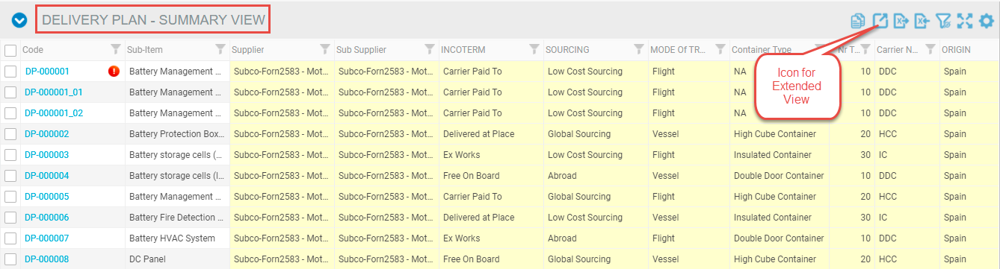 DELIVERY PLAN - SUMMARY VIEW
Code Sub-Item Supplier Sub Supplier INCOTERM SOURCING MODE Of TR... Container Type Nr T... Carrier N... ORIGIN
Icon for
Extended
View
DP-000001 Battery Management ... Subco-Forn2583 - Mot... Subco-Forn2583 - Mot... Carrier Paid To Low Cost Sourcing Flight NA 10 DDC Spain
DP-000001_01 Battery Management ... Subco-Forn2583 - Mot... Subco-Forn2583 - Mot... Carrier Paid To Low Cost Sourcing Flight NA 10 DDC Spain
DP-000001_02 Battery Management ... Subco-Forn2583 - Mot... Subco-Forn2583 - Mot... Carrier Paid To Low Cost Sourcing Flight NA 10 DDC Spain
DP-000002 Battery Protection Box... Subco-Forn2583 - Mot... Subco-Forn2583 - Mot... Delivered at Place Global Sourcing Vessel High Cube Container 20 HCC Spain
DP-000003 Battery storage cells (... Subco-Forn2583 - Mot... Subco-Forn2583 - Mot... Ex Works Low Cost Sourcing Flight Insulated Container 30 IC Spain
DP-000004 Battery storage cells (I... Subco-Forn2583 - Mot... Subco-Forn2583 - Mot... Free On Board Abroad Vessel Double Door Container 10 DDC Spain
DP-000005 Battery Management ... Subco-Forn2583 - Mot... Subco-Forn2583 - Mot... Carrier Paid To Global Sourcing Flight High Cube Container 20 HCC Spain
DP-000006 Battery Fire Detection ... Subco-Forn2583 - Mot... Subco-Forn2583 - Mot... Delivered at Place Low Cost Sourcing Vessel Insulated Container 30 IC Spain
DP-000007 Battery HVAC System Subco-Forn2583 - Mot... Subco-Forn2583 - Mot... Ex Works Abroad Flight Double Door Container 10 DDC Spain
DP-000008 DC Panel Subco-Forn2583 - Mot... Subco-Forn2583 - Mot... Free On Board Global Sourcing Vessel High Cube Container 20 HCC Spain